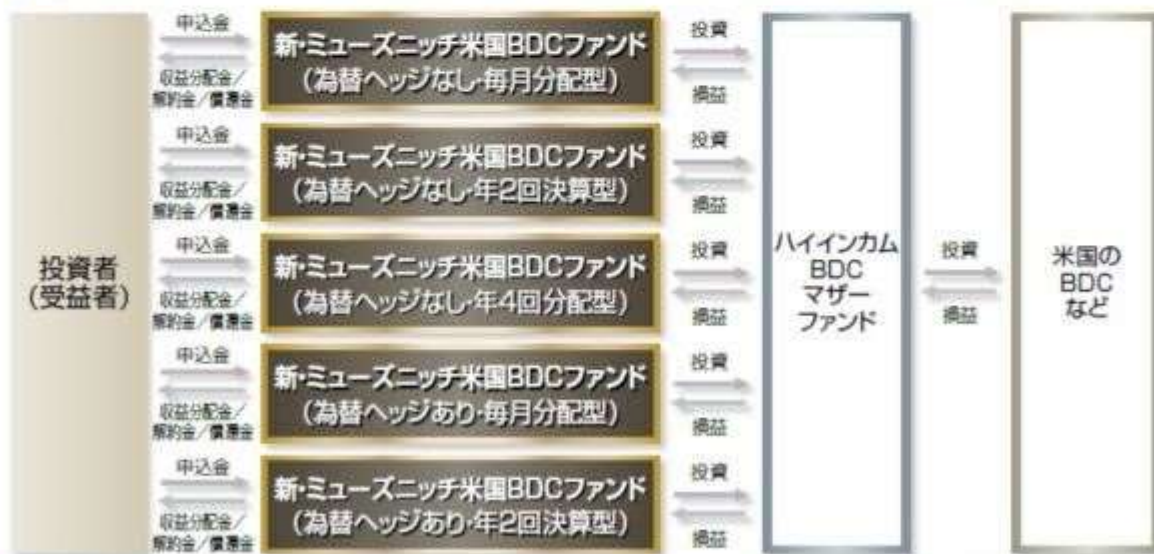 投資者
(受益者)
申込金
収益分配金/
解約金/償還金
新・ミューズニッチ米国BDCファンド
(為替ヘッジなし・毎月分配型)
投資
損益
申込金
収益分配金/
解約金/償還金
新・ミューズニッチ米国BDCファンド
(為替ヘッジなし・年2回決算型)
投資
損益
申込金
収益分配金/
解約金/償還金
新・ミューズニッチ米国BDCファンド
(為替ヘッジなし・年4回分配型)
投資
損益
申込金
収益分配金/
解約金/償還金
新・ミューズニッチ米国BDCファンド
(為替ヘッジあり・毎月分配型)
投資
損益
申込金
収益分配金/
解約金/償還金
新・ミューズニッチ米国BDCファンド
(為替ヘッジあり・年2回決算型)
投資
損益
ハイインカム
BDC
マザー
ファンド
投資
損益
米国の
BDC
など